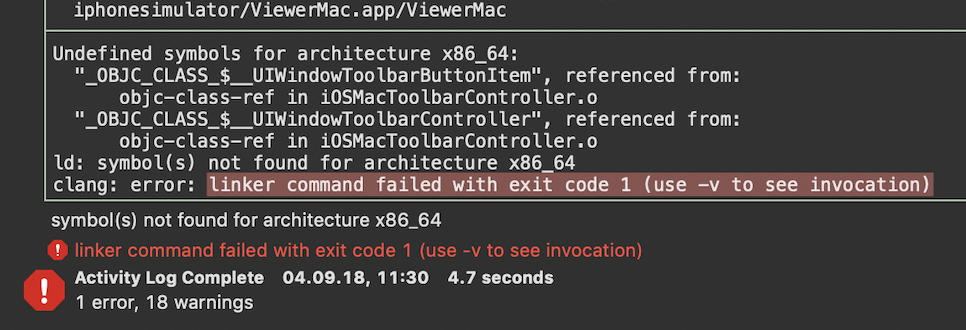 iphonesimulator/ViewerMac.app/ViewerMac
Undefined symbols for architecture x86_64:
"_OBJC_CLASS_$__UIWindowToolbarButtonItem", referenced from:
objc-class-ref in iOSMacToolbarController.o
"_OBJC_CLASS_$__UIWindowToolbarController", referenced from:
objc-class-ref in iOSMacToolbarController.o
ld: symbol(s) not found for architecture x86_64
clang: error: linker command failed with exit code 1 (use -v to see invocation)
symbol(s) not found for architecture x86_64
linker command failed with exit code 1 (use -v to see invocation)
Activity Log Complete 04.09.18, 11:30 4.7 seconds
1 error, 18 warnings